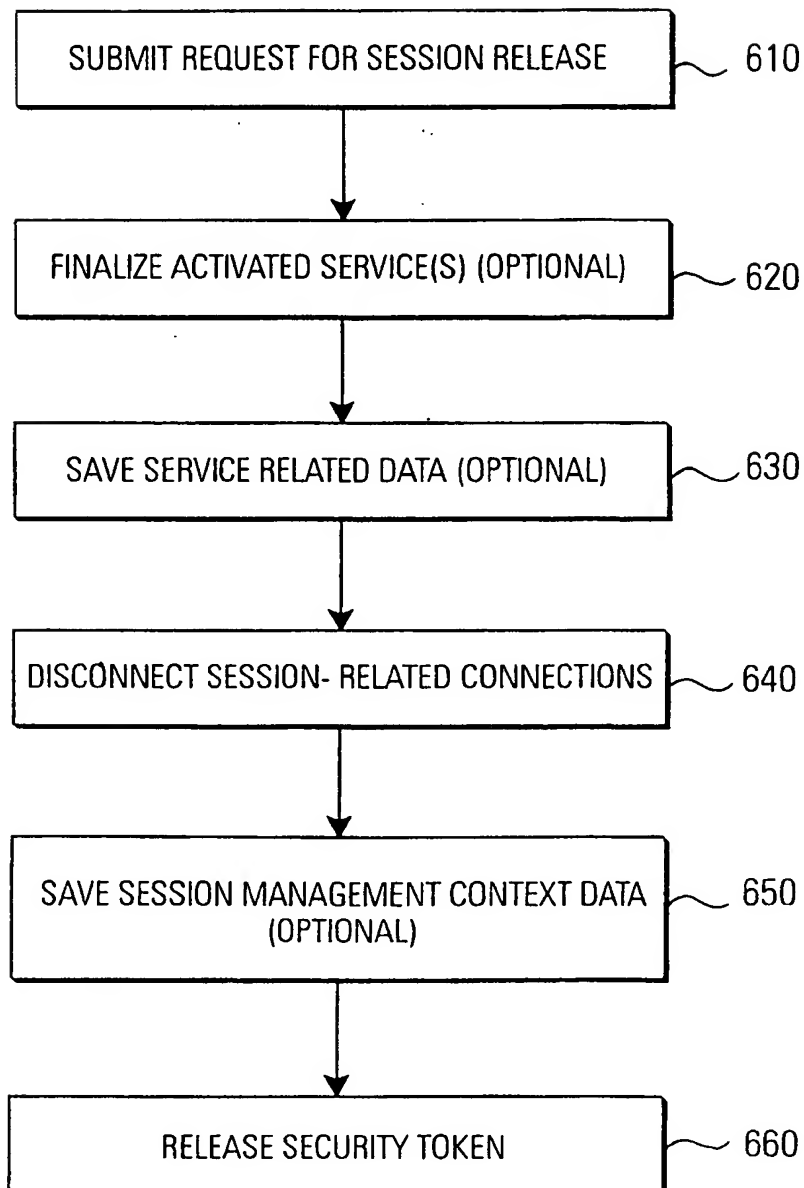 SUBMIT REQUEST FOR SESSION RELEASE 610
FINALIZE ACTIVATED SERVICE(S) (OPTIONAL) 620
SAVE SERVICE RELATED DATA (OPTIONAL) 630
DISCONNECT SESSION- RELATED CONNECTIONS 640
SAVE SESSION MANAGEMENT CONTEXT DATA 650
(OPTIONAL)
RELEASE SECURITY TOKEN 660